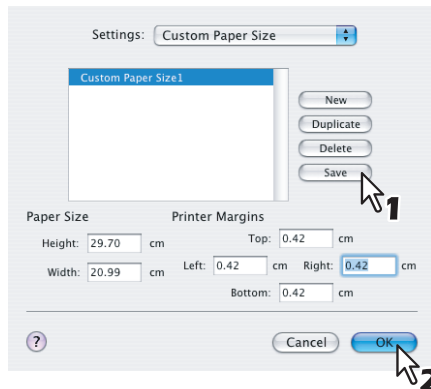 Settings: Custom Paper Size
Custom Paper Size1
New
Duplicate
Delete
Save
1
Paper Size Printer Margins
Height: 29.70 cm Top: 0.42 cm
Width: 20.99 cm Left: 0.42 cm Right: 0.42 cm
Bottom: 0.42 cm
? Cancel OK
2